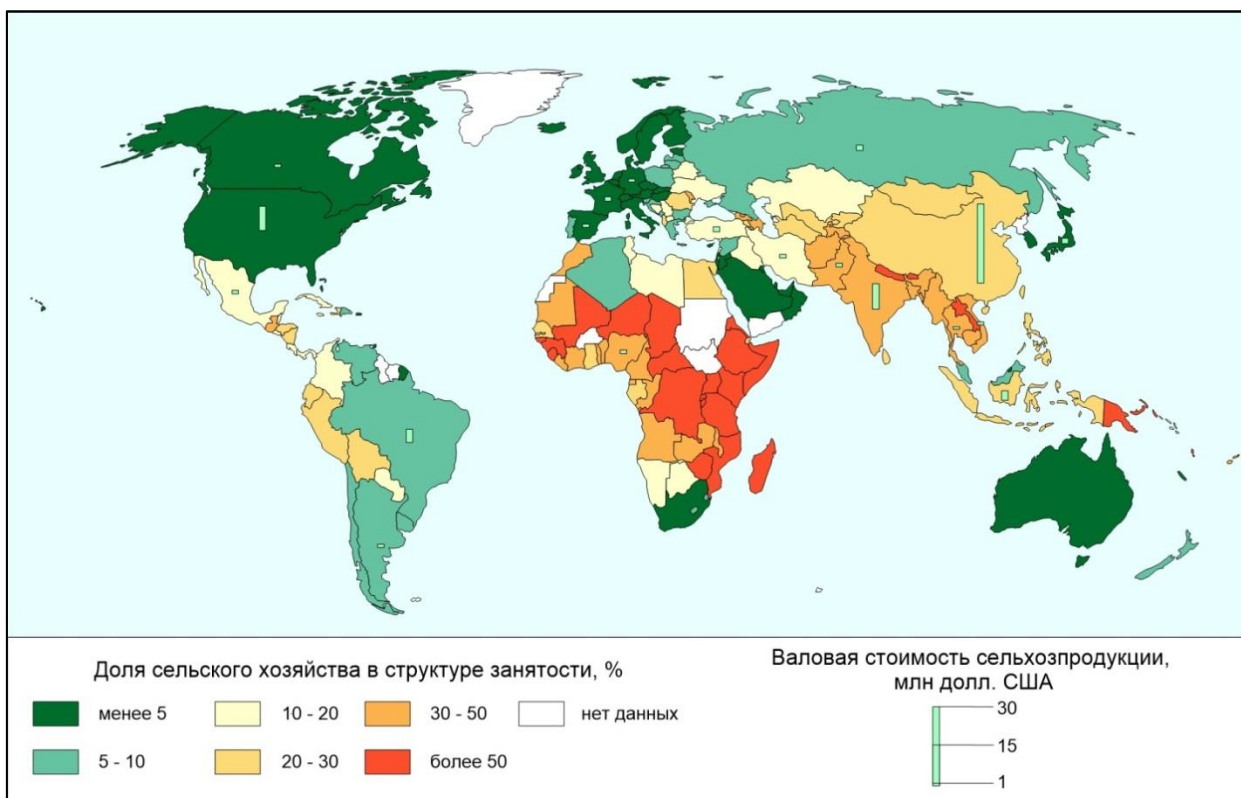 Доля сельского хозяйства в структуре занятости, %
менее 5
10 - 20
30 - 50
нет данных
5 - 10
20 - 30
более 50
Валовая стоимость сельхозпродукции,
млн долл. США
30
15
1